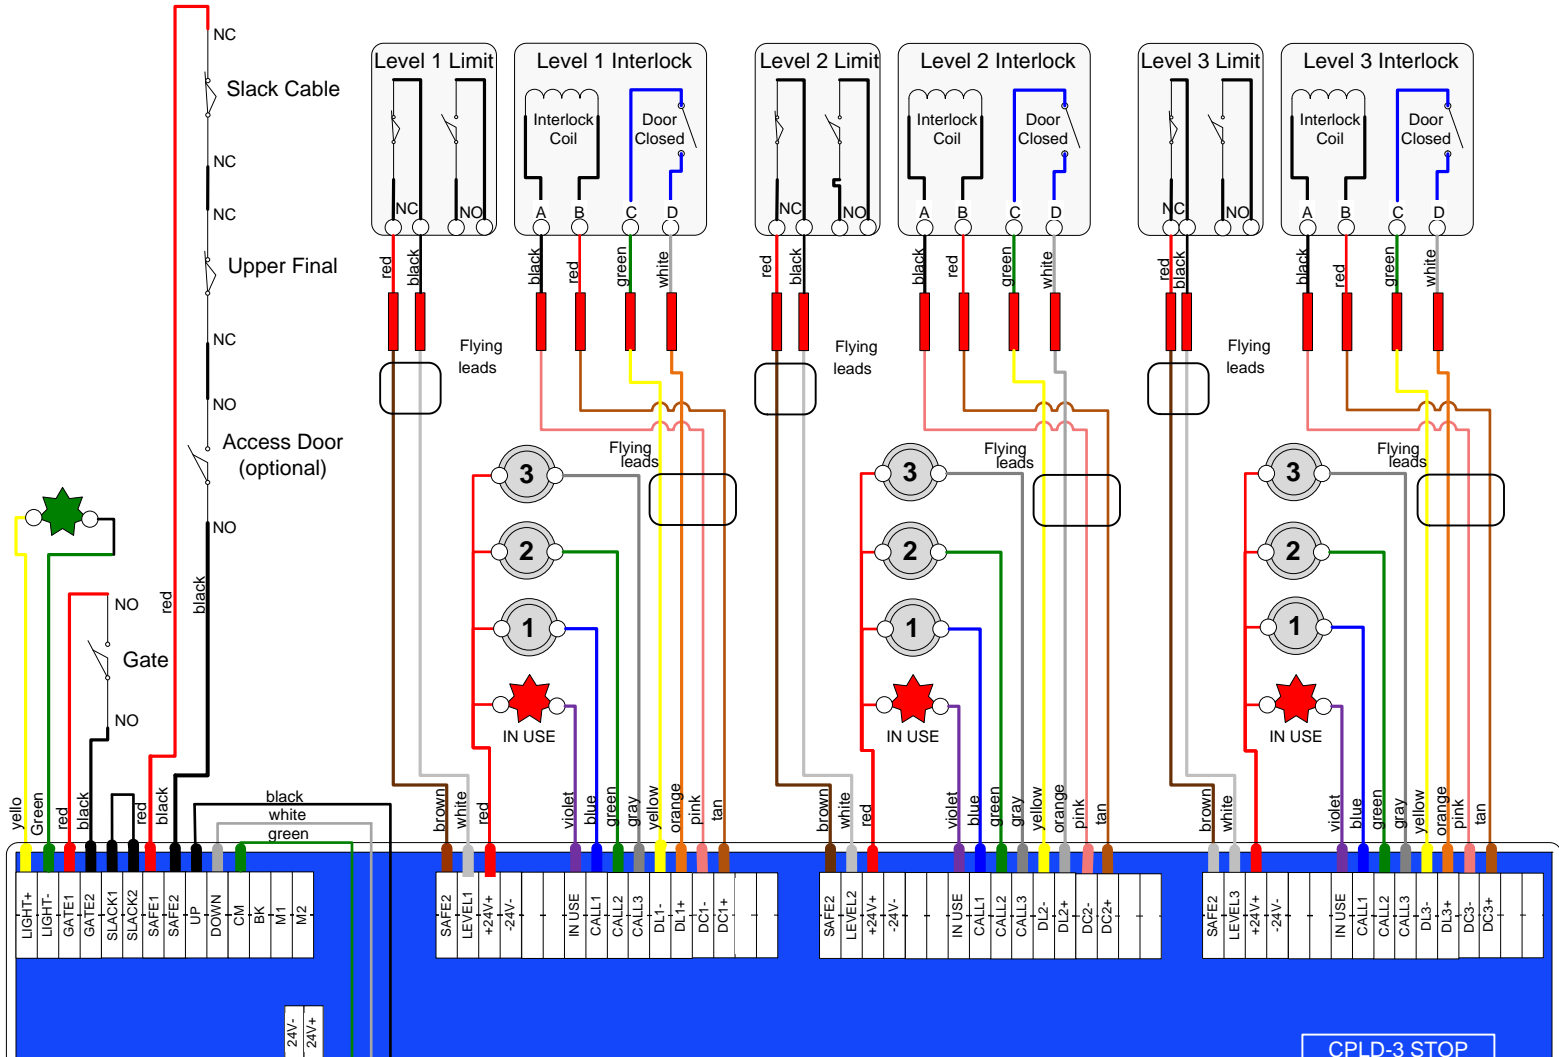 NC
Slack Cable
NC
NC
Upper Final
NC
NO
Access Door
(optional)
NO
NO
Gate
NO
Level 1 Limit
NC
NO
red
black
Flying
leads
Level 1 Interlock
Interlock
Coil
Door
Closed
A
B
C
D
black
red
green
white
Flying
leads
3
2
1
IN USE
Level 2 Limit
NC
NO
red
black
Flying
leads
Level 2 Interlock
Interlock
Coil
Door
Closed
A
B
C
D
black
red
green
white
Flying
leads
3
2
1
IN USE
Level 3 Limit
NC
NO
red
black
Flying
leads
Level 3 Interlock
Interlock
Coil
Door
Closed
A
B
C
D
black
red
green
white
Flying
leads
3
2
1
IN USE
red
black
yello
Green
red
black
red
black
black
white
green
brown
white
red
violet
blue
green
gray
yellow
orange
pink
tan
brown
white
red
violet
blue
green
gray
yellow
orange
pink
tan
brown
white
violet
blue
green
gray
yellow
orange
pink
tan
LIGHT+
LIGHT-
GATE1
GATE2
SLACK1
SLACK2
SAFE1
SAFE2
UP
DOWN
CM
BK
M1
M2
SAFE2
LEVEL1
+24V+
-24V-
IN USE
CALL1
CALL2
CALL3
DL1-
DL1+
DC1-
DC1+
SAFE2
LEVEL2
+24V+
-24V-
IN USE
CALL1
CALL2
CALL3
DL2-
DL2+
DC2-
DC2+
SAFE2
LEVEL3
+24V+
-24V-
IN USE
CALL1
CALL2
CALL3
DL3-
DL3+
DC3-
DC3+
24V-
24V+
CPLD-3 STOP